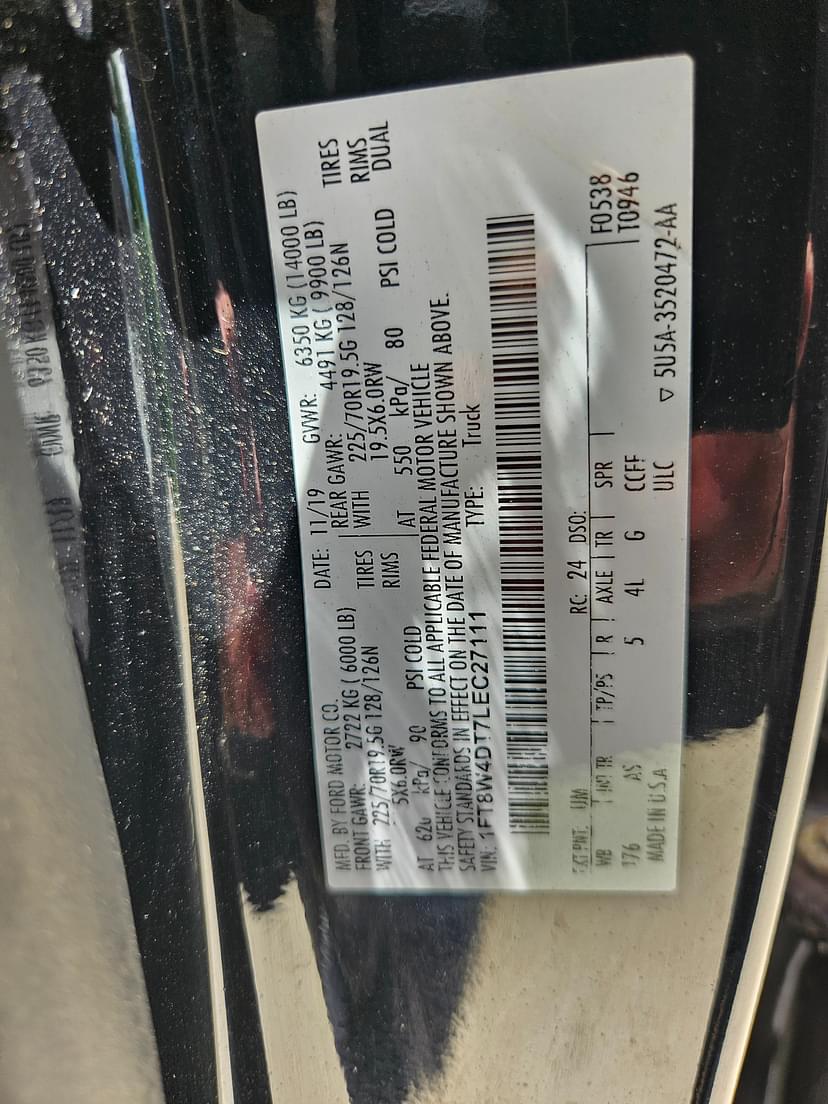 MFD. BY FORD MOTOR CO. DATE: 11/19 GVWR: 6350 KG (14000 LB)
FRONT GAWR: 2722 KG ( 6000 LB) REAR GAWR: 4491 KG ( 9900 LB)
WITH 225/70R19.5G 128/126N TIRES WITH 225/70R19.5G 128/126N TIRES
5X6.0RW RIMS 19.5X6.0RW RIMS
AT kPa/ 90 PSI COLD AT 550 kPa/ 80 PSI COLD DUAL
THIS VEHICLE CONFORMS TO ALL APPLICABLE FEDERAL MOTOR VEHICLE
SAFETY STANDARDS IN EFFECT ON THE DATE OF MANUFACTURE SHOWN ABOVE.
VIN: 1FT8W4DT7LEC27111 TYPE: Truck
EXT PNT: UM RC: 24 DSO:
WB INT TR TP/PS R AXLE TR SPR F0538
176 AS 5 4L G CCFF T0946
MADE IN U.S.A ULC ▽ 5U5A-3520472-AA